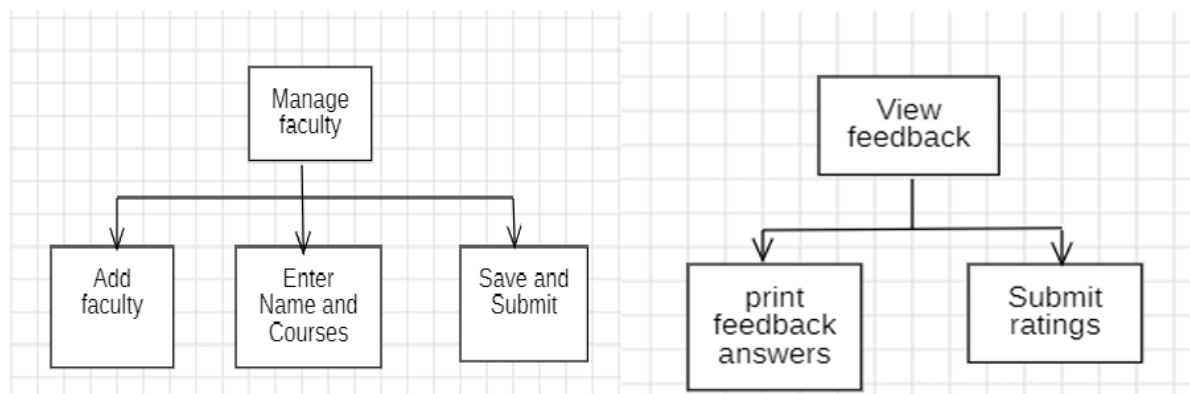 Manage
faculty
Add
faculty
Enter
Name and
Courses
Save and
Submit
View
feedback
print
feedback
answers
Submit
ratings